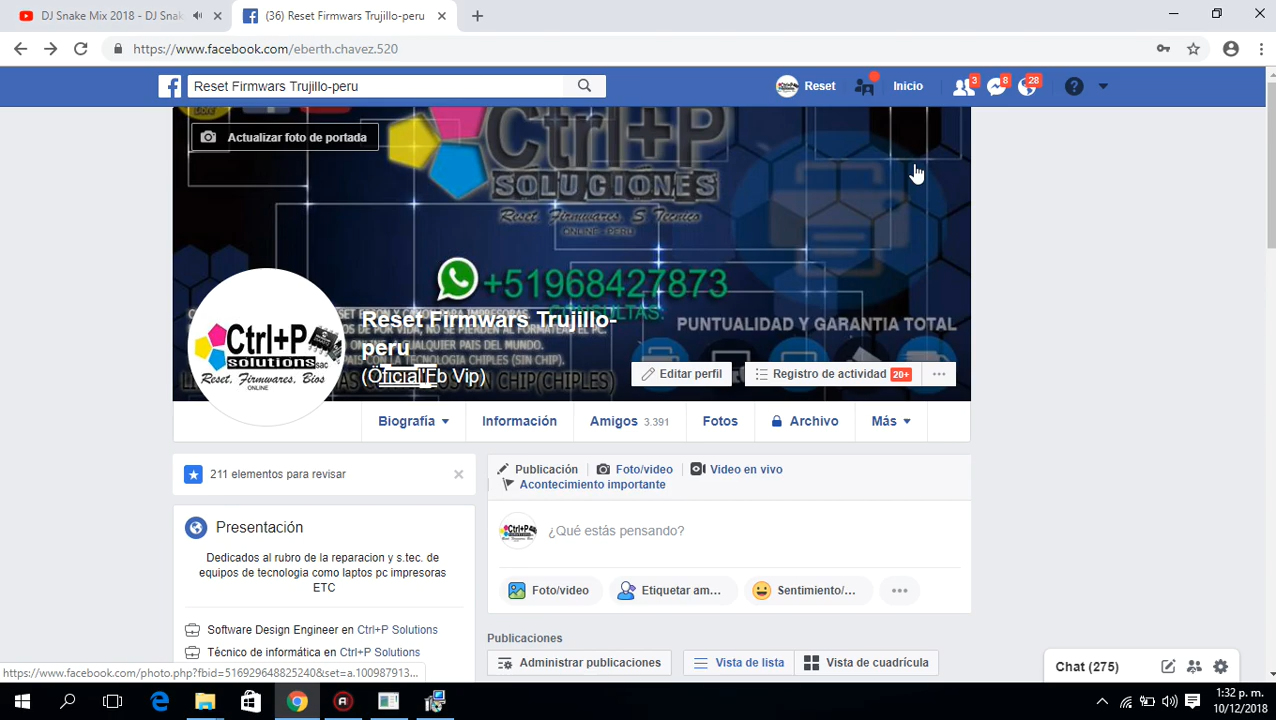 DJ Snake Mix 2018 - DJ Snak
(36) Reset Firmwars Trujillo-peru
https://www.facebook.com/eberth.chavez.520
Reset Firmwars Trujillo-peru
Reset
Inicio
3
8
28
Actualizar foto de portada
Ctrl+P
SOLUCIONES
Reset, Firmwares, S Técnico
ONLINE - PERU
+51968427873
CONSULTAS:
PUNTUALIDAD Y GARANTIA TOTAL
Ctrl+P
solutions sac
Reset, Firmwares, Bios
ONLINE
Reset Firmwars Trujillo-
peru
(Oficial Fb Vip)
SIN CHIP(CHIPLES)
Editar perfil
Registro de actividad 20+
Biografía
Información
Amigos 3.391
Fotos
Archivo
Más
211 elementos para revisar
Publicación
Foto/video
Video en vivo
Acontecimiento importante
¿Qué estás pensando?
Presentación
Dedicados al rubro de la reparacion y s.tec. de
equipos de tecnologia como laptos pc impresoras
ETC
Foto/video
Etiquetar am...
Sentimiento/...
Software Design Engineer en Ctrl+P Solutions
Técnico de informática en Ctrl+P Solutions
Publicaciones
Administrar publicaciones
Vista de lista
Vista de cuadrícula
Chat (275)
https://www.facebook.com/photo.php?fbid=516929648825240&set=a.100987913...
1:32 p. m.
10/12/2018